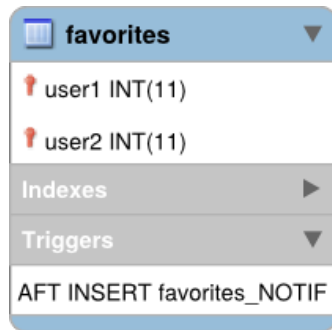 favorites
user1 INT(11)
user2 INT(11)
Indexes
Triggers
AFT INSERT favorites_NOTIF